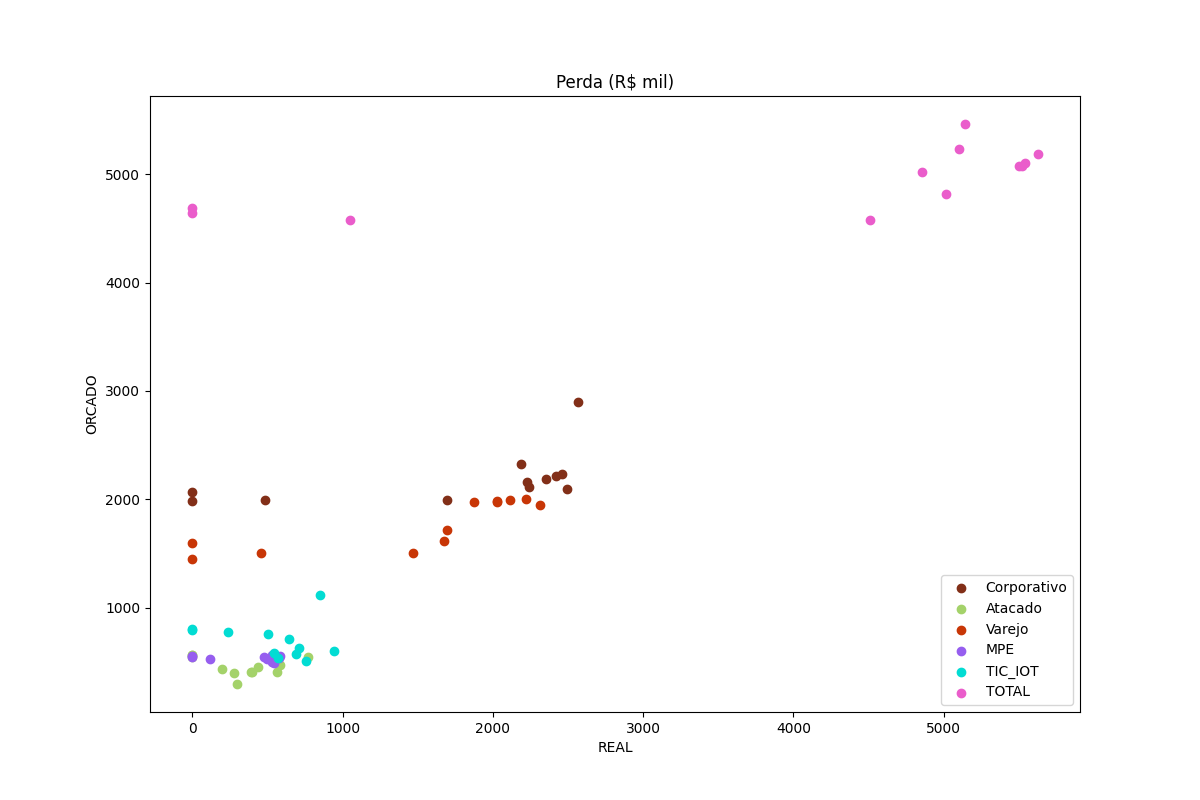 Perda (R$ mil)
5000
4000
3000
2000
1000
ORCADO
0 1000 2000 3000 4000 5000
REAL
Corporativo
Atacado
Varejo
MPE
TIC_IOT
TOTAL